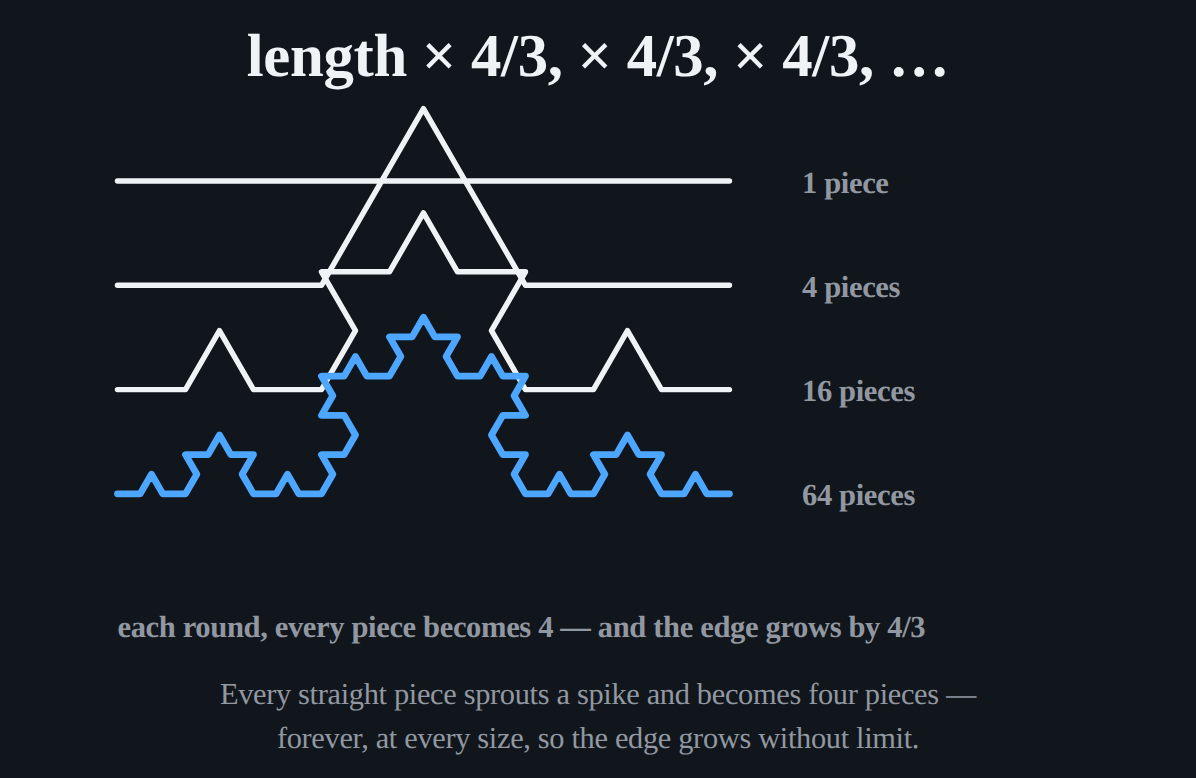 length × 4/3, × 4/3, × 4/3, …
1 piece
4 pieces
16 pieces
64 pieces
each round, every piece becomes 4 — and the edge grows by 4/3
Every straight piece sprouts a spike and becomes four pieces —
forever, at every size, so the edge grows without limit.